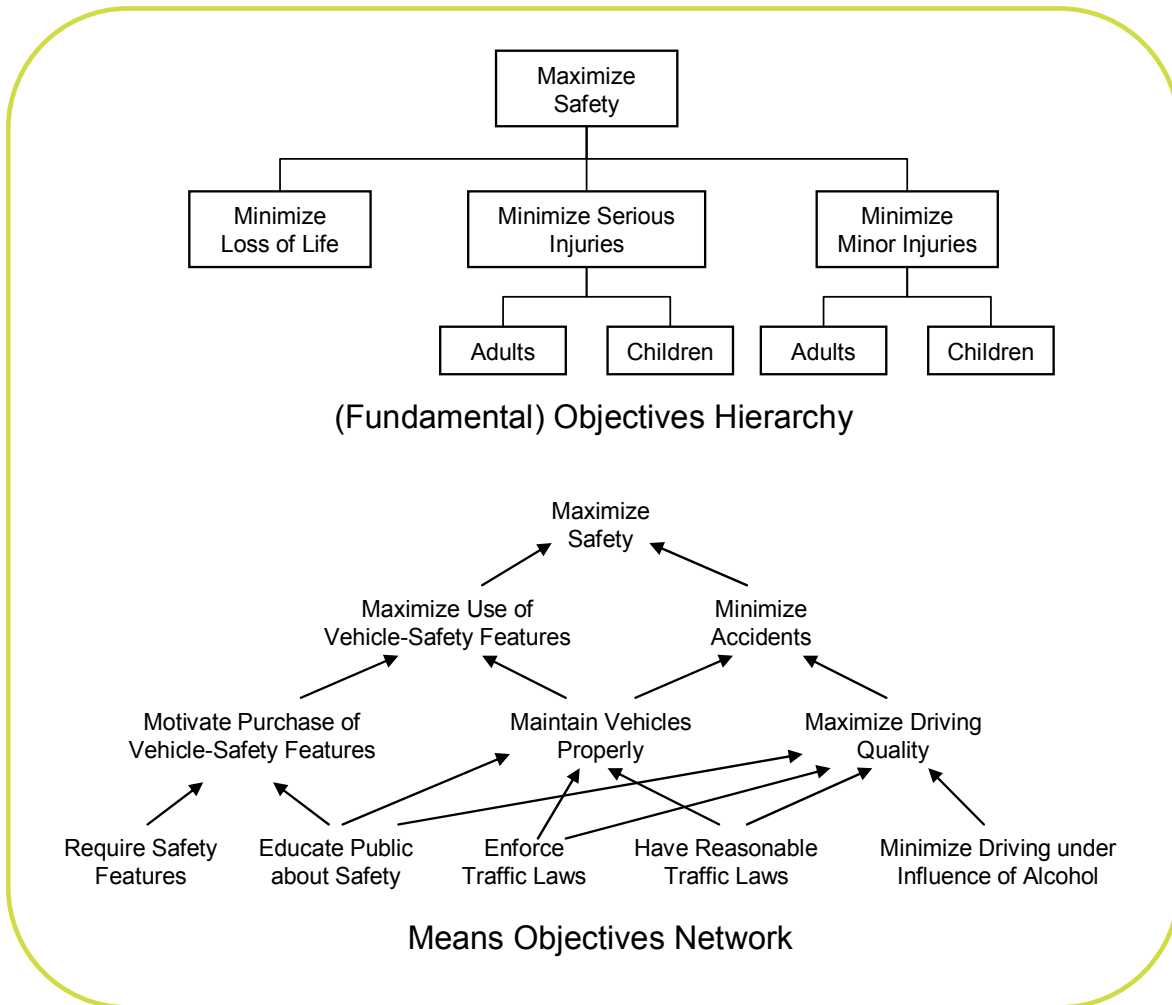 Maximize
Safety
Minimize
Loss of Life
Minimize Serious
Injuries
Minimize
Minor Injuries
Adults
Children
Adults
Children
(Fundamental) Objectives Hierarchy
Maximize
Safety
Maximize Use of
Vehicle-Safety Features
Minimize
Accidents
Motivate Purchase of
Vehicle-Safety Features
Maintain Vehicles
Properly
Maximize Driving
Quality
Require Safety
Features
Educate Public
about Safety
Enforce
Traffic Laws
Have Reasonable
Traffic Laws
Minimize Driving under
Influence of Alcohol
Means Objectives Network